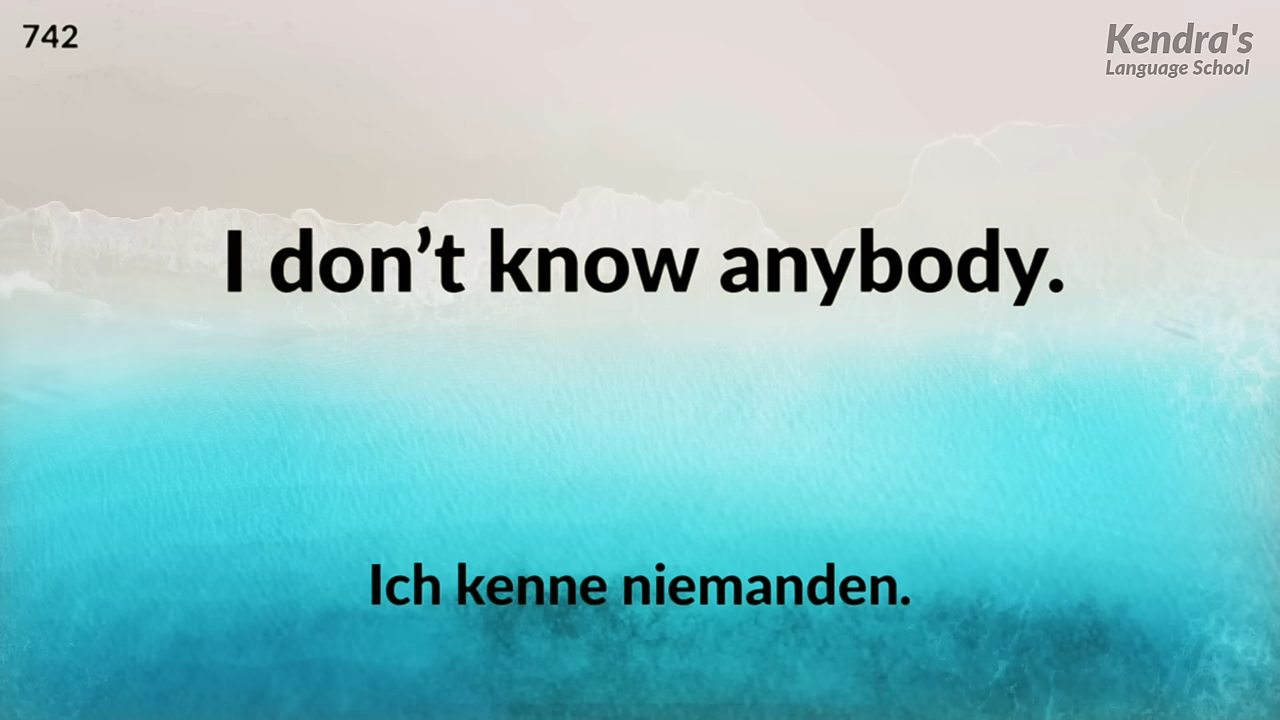 742
Kendra's
Language School
I don’t know anybody.
Ich kenne niemanden.